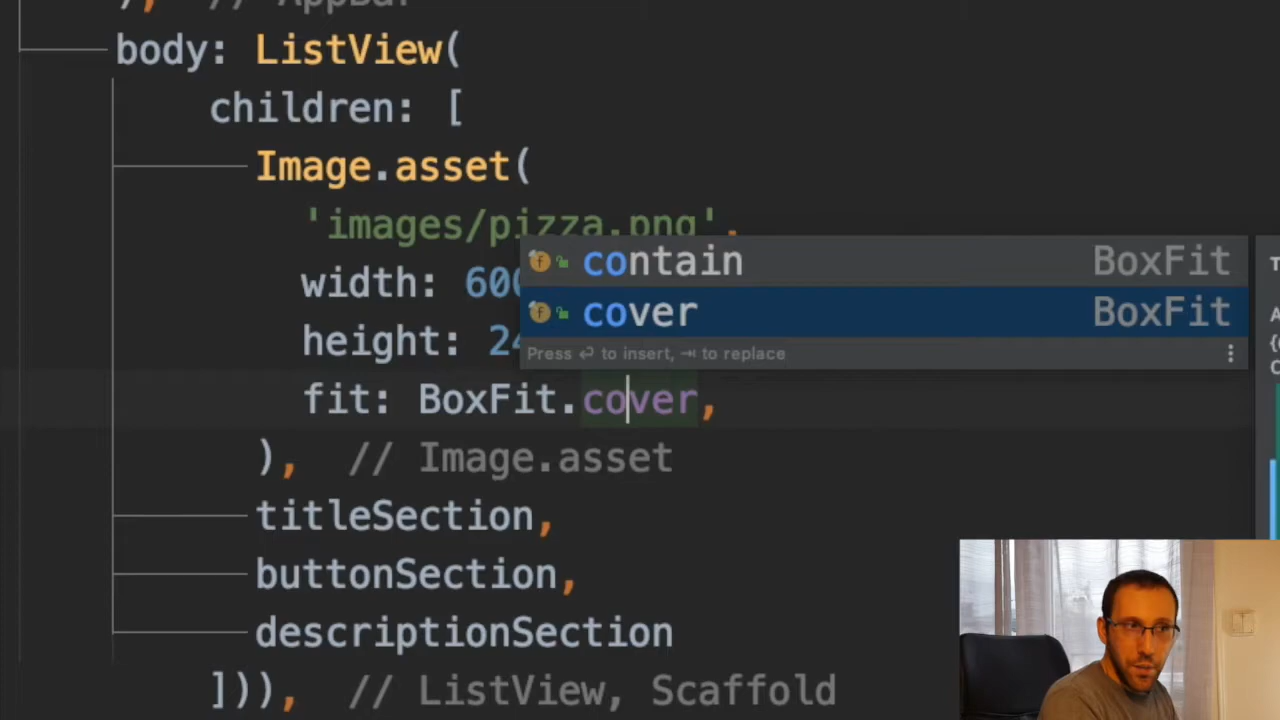 ), // AppBar
body: ListView(
children: [
Image.asset(
'images/pizza.png',
contain BoxFit
width: 600
cover BoxFit
height: 24
Press ⏎ to insert, ⇥ to replace
fit: BoxFit.cover,
), // Image.asset
titleSection,
buttonSection,
descriptionSection
])), // ListView, Scaffold